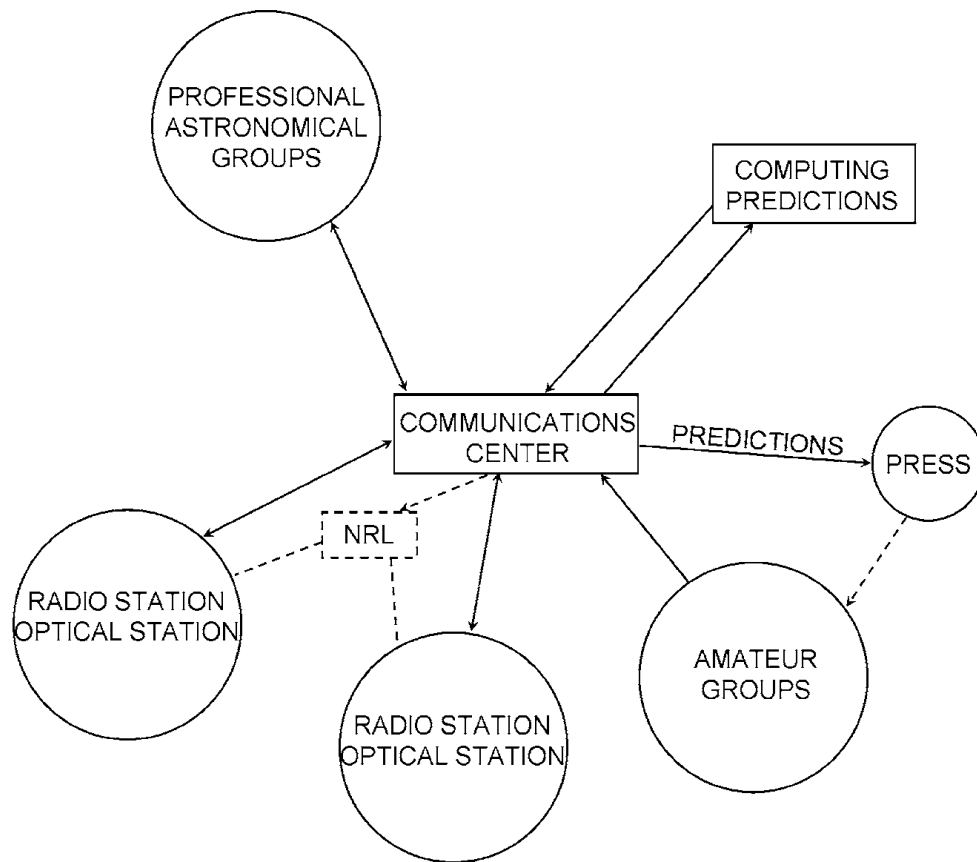 PROFESSIONAL
ASTRONOMICAL
GROUPS
COMPUTING
PREDICTIONS
COMMUNICATIONS
CENTER
PREDICTIONS
PRESS
NRL
RADIO STATION
OPTICAL STATION
RADIO STATION
OPTICAL STATION
AMATEUR
GROUPS